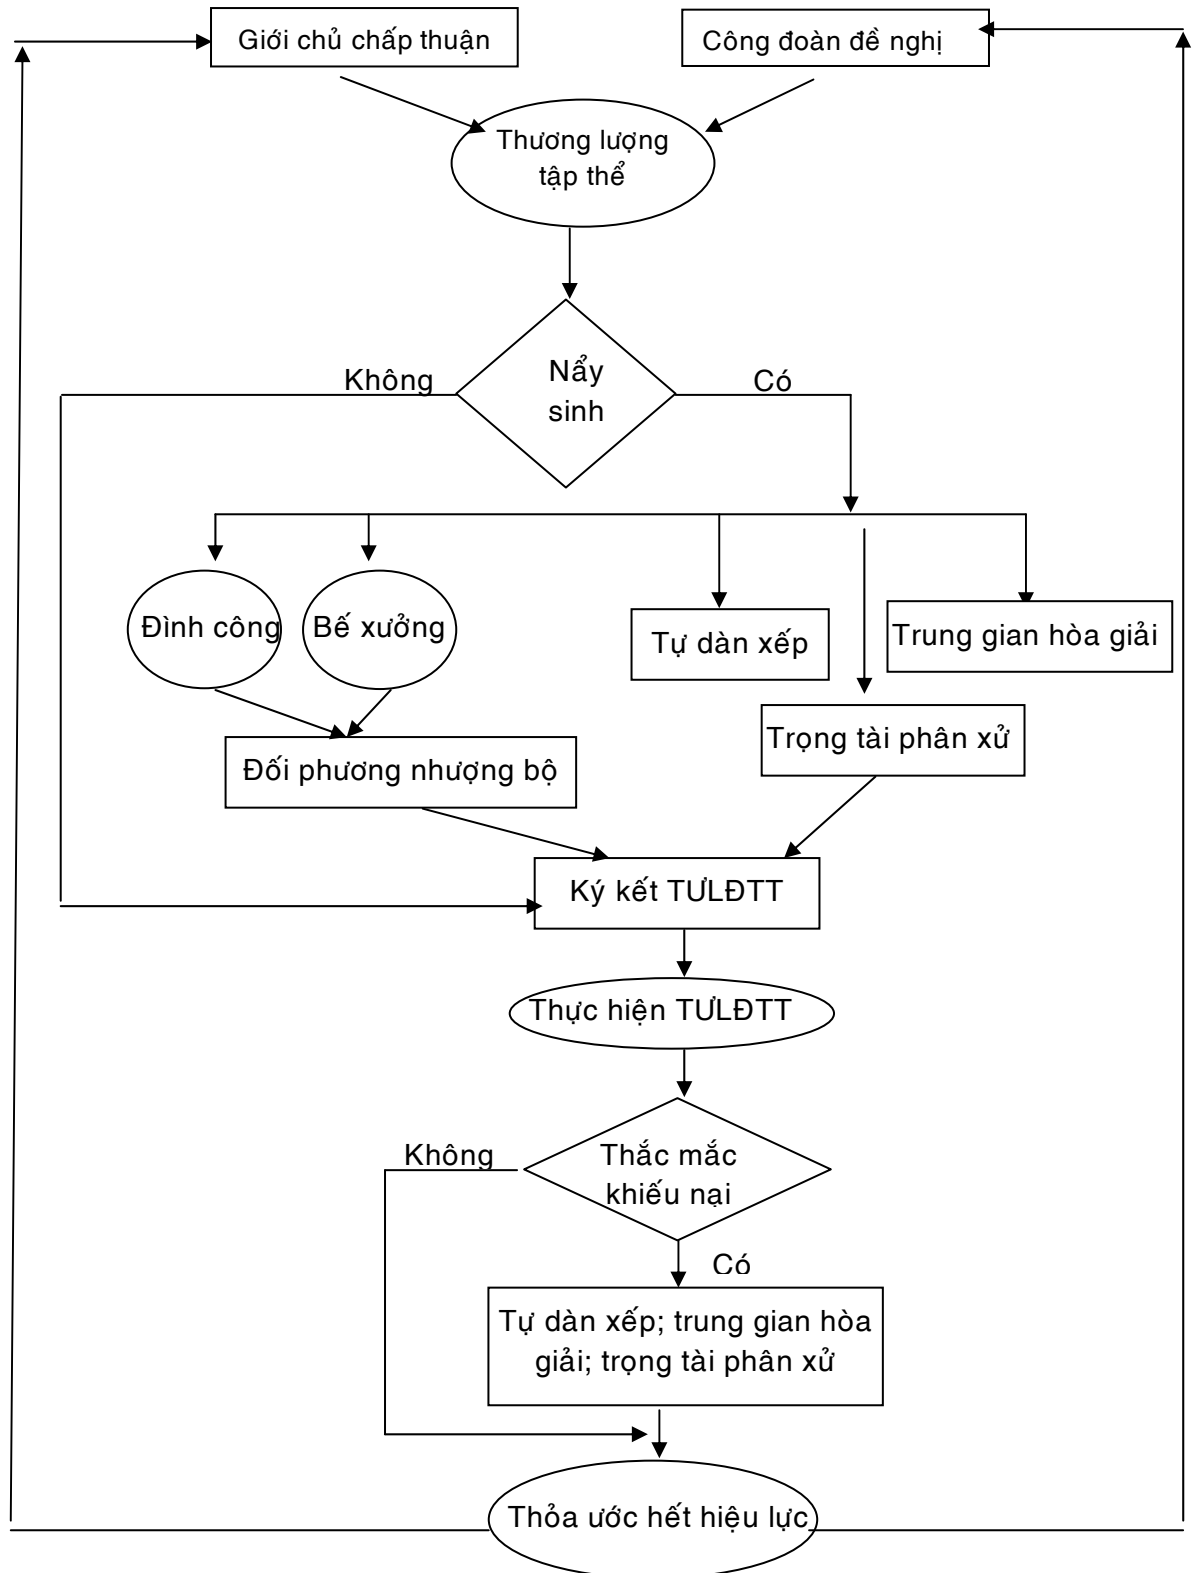 Giới chủ chấp thuận
Công đoàn đề nghị
Thương lượng
tập thể
Không
Nẩy
sinh
Có
Đình công
Bế xưởng
Tự dàn xếp
Trung gian hòa giải
Trọng tài phân xử
Đối phương nhượng bộ
Ký kết TƯLĐTT
Thực hiện TƯLĐTT
Không
Thắc mắc
khiếu nại
Có
Tự dàn xếp; trung gian hòa
giải; trọng tài phân xử
Thỏa ước hết hiệu lực